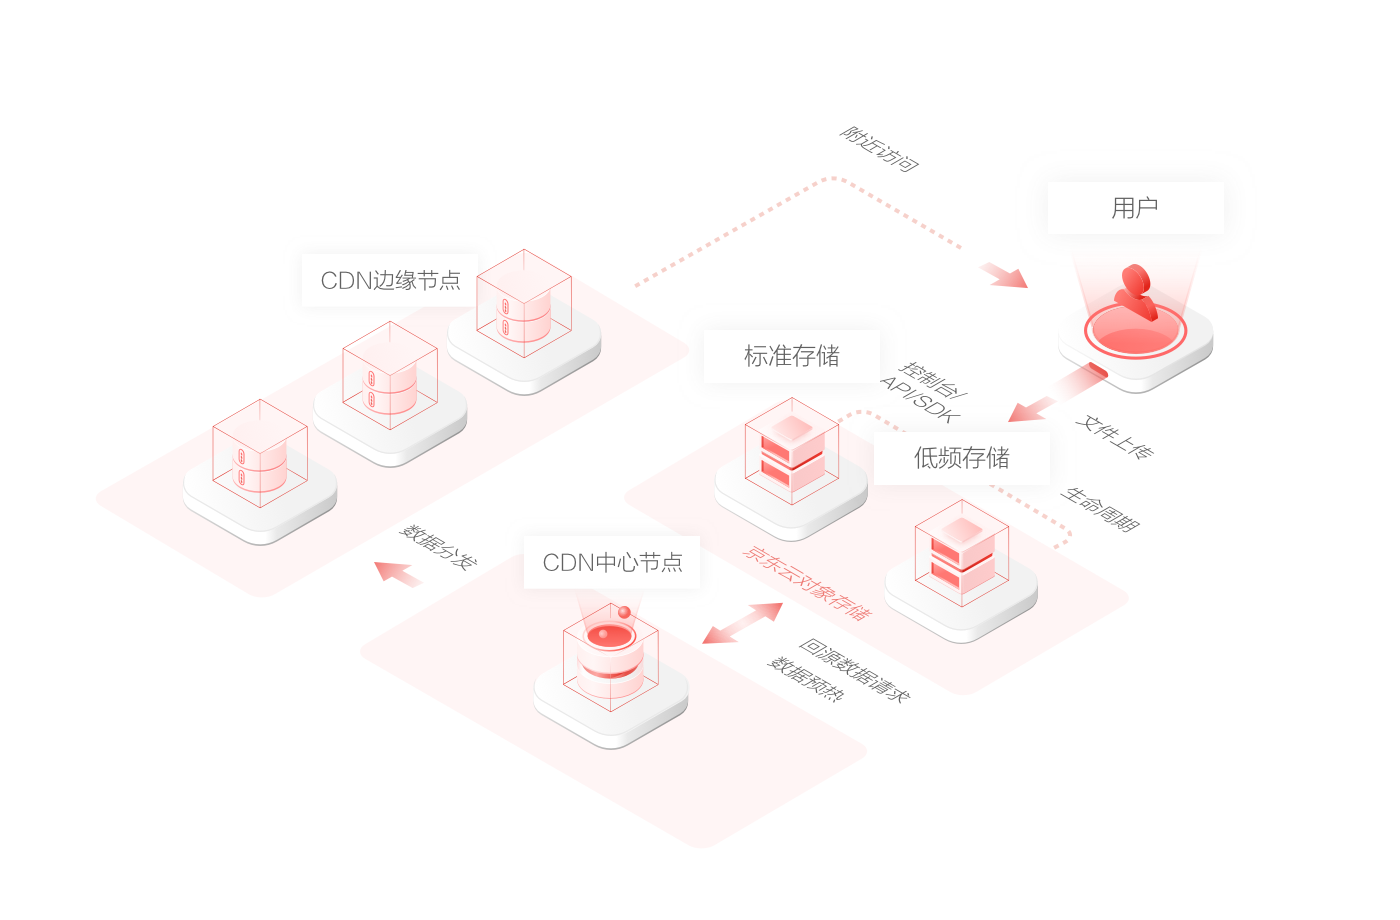 附近访问
用户
CDN边缘节点
标准存储
控制台/
API/SDK
文件上传
低频存储
生命周期
数据分发
CDN中心节点
京东云对象存储
回源数据请求
数据预热